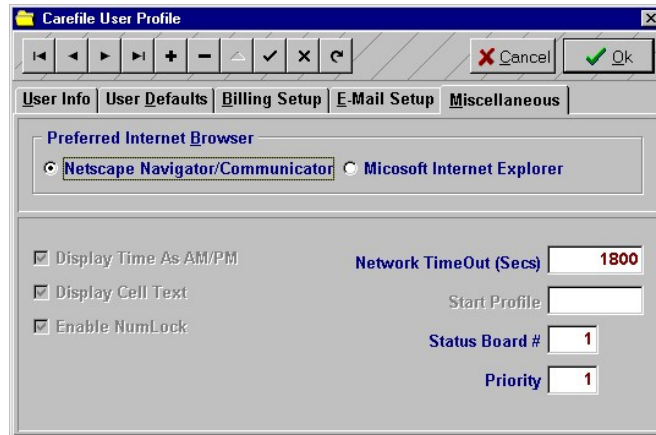 Carefile User Profile
Cancel Ok
User Info User Defaults Billing Setup E-Mail Setup Miscellaneous
Preferred Internet Browser
Netscape Navigator/Communicator Micosoft Internet Explorer
Display Time As AM/PM Network TimeOut (Secs) 1800
Display Cell Text Start Profile
Enable NumLock Status Board # 1
Priority 1